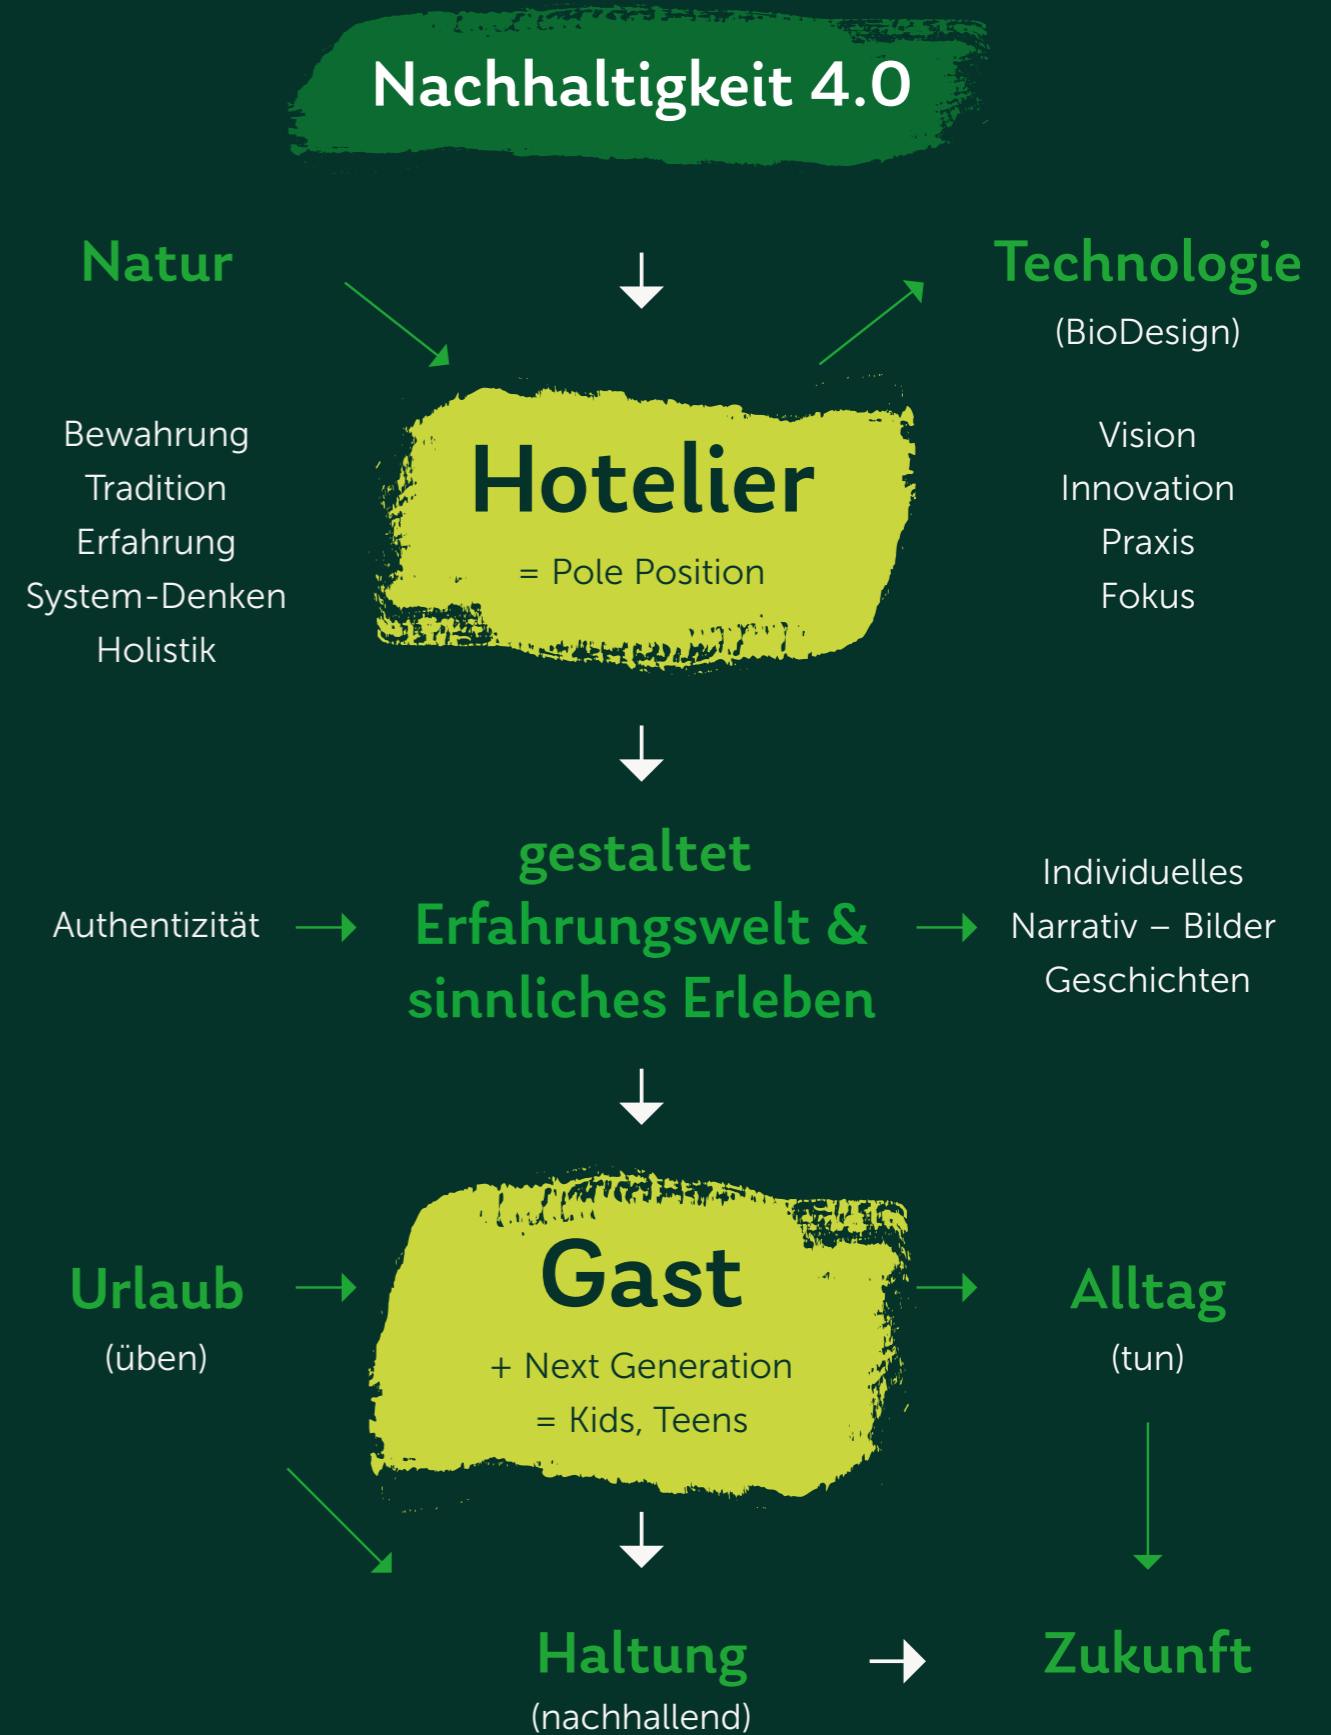 Nachhaltigkeit 4.0
Natur
Technologie
(BioDesign)
Bewahrung
Tradition
Erfahrung
System-Denken
Holistik
Hotelier
= Pole Position
Vision
Innovation
Praxis
Fokus
Authentizität
gestaltet
Erfahrungswelt &
sinnliches Erleben
Individuelles
Narrativ – Bilder
Geschichten
Urlaub
(üben)
Gast
+ Next Generation
= Kids, Teens
Alltag
(tun)
Haltung
(nachhallend)
Zukunft